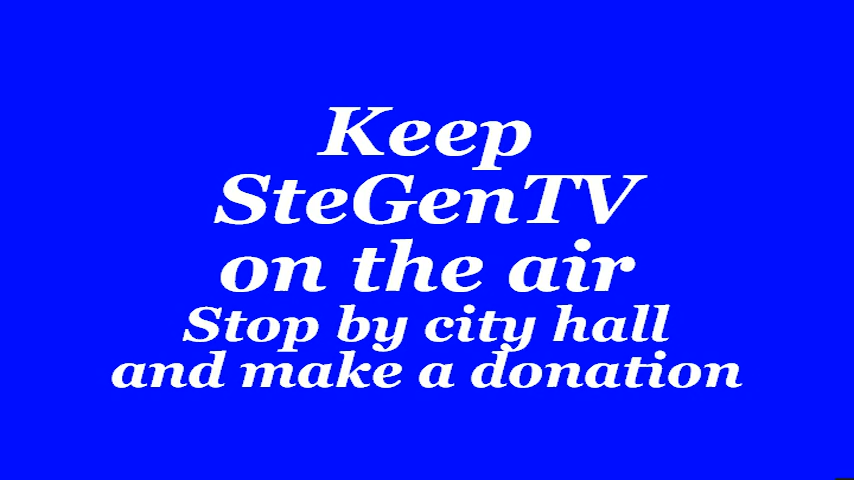 Keep
SteGenTV
on the air
Stop by city hall
and make a donation